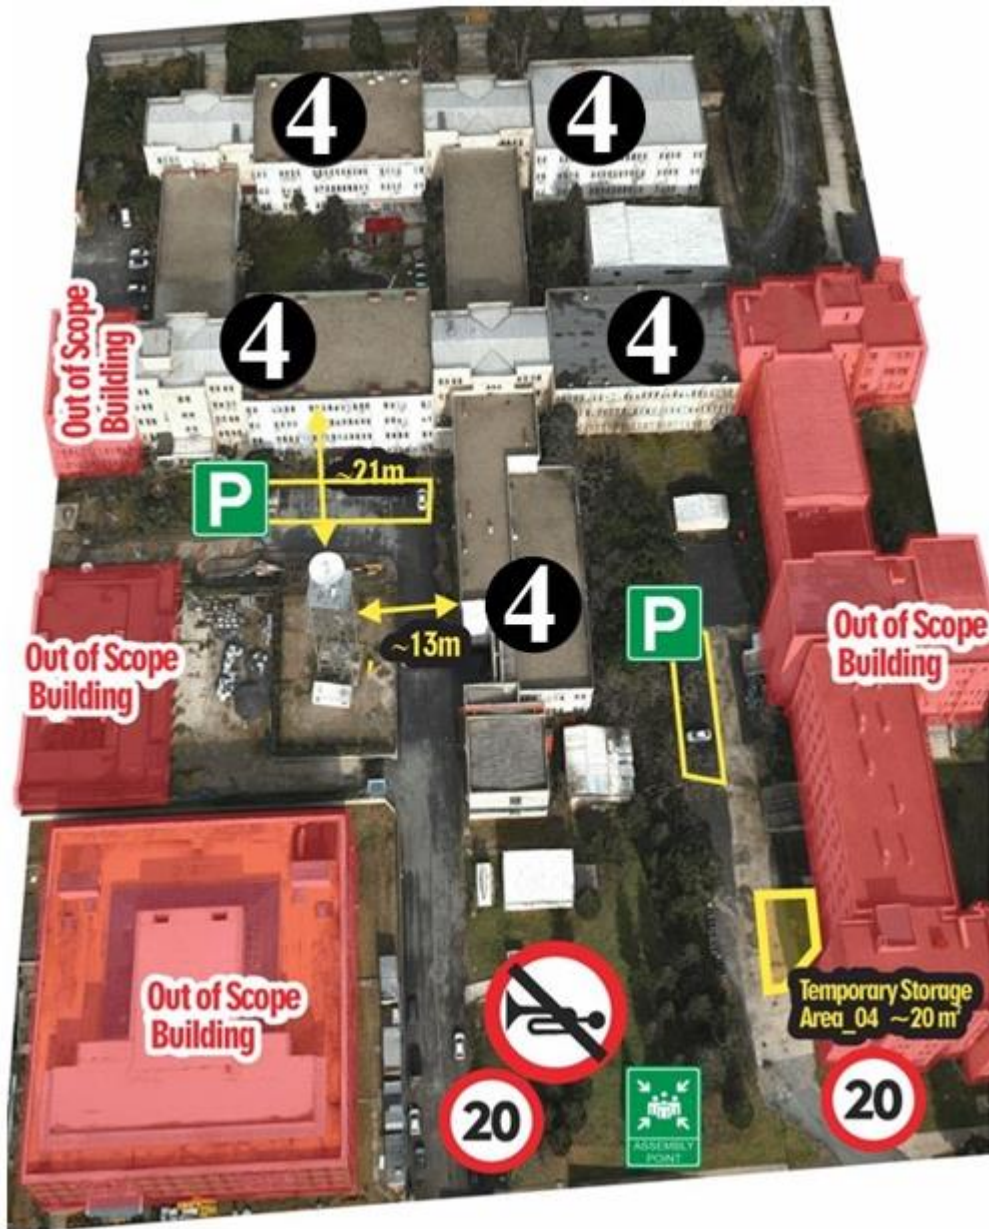 4
4
4
4
Out of Scope
Building
~21m
P
4
~13m
P
Out of Scope
Building
Out of Scope
Building
Out of Scope
Building
Temporary Storage
Area_04 ~20 m²
20
20
ASSEMBLY
POINT